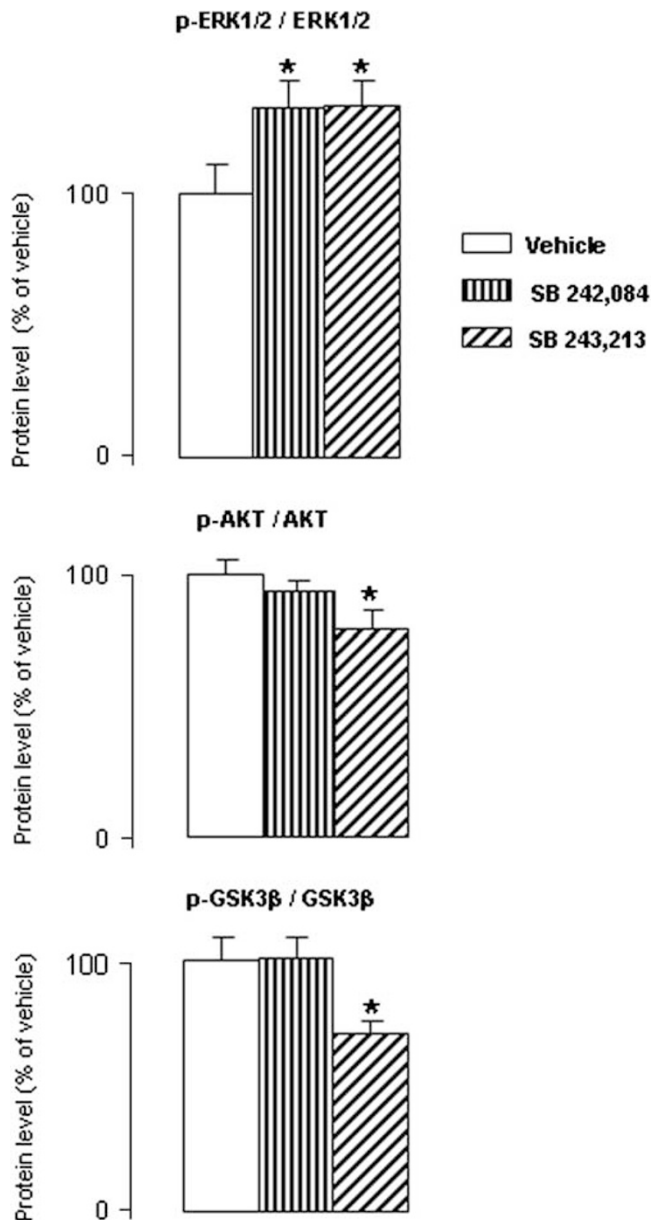 p-ERK1/2 / ERK1/2
* *
Protein level (% of vehicle)
100
0
Vehicle
SB 242,084
SB 243,213
p-AKT / AKT
*
Protein level (% of vehicle)
100
0
p-GSK3β / GSK3β
*
Protein level (% of vehicle)
100
0